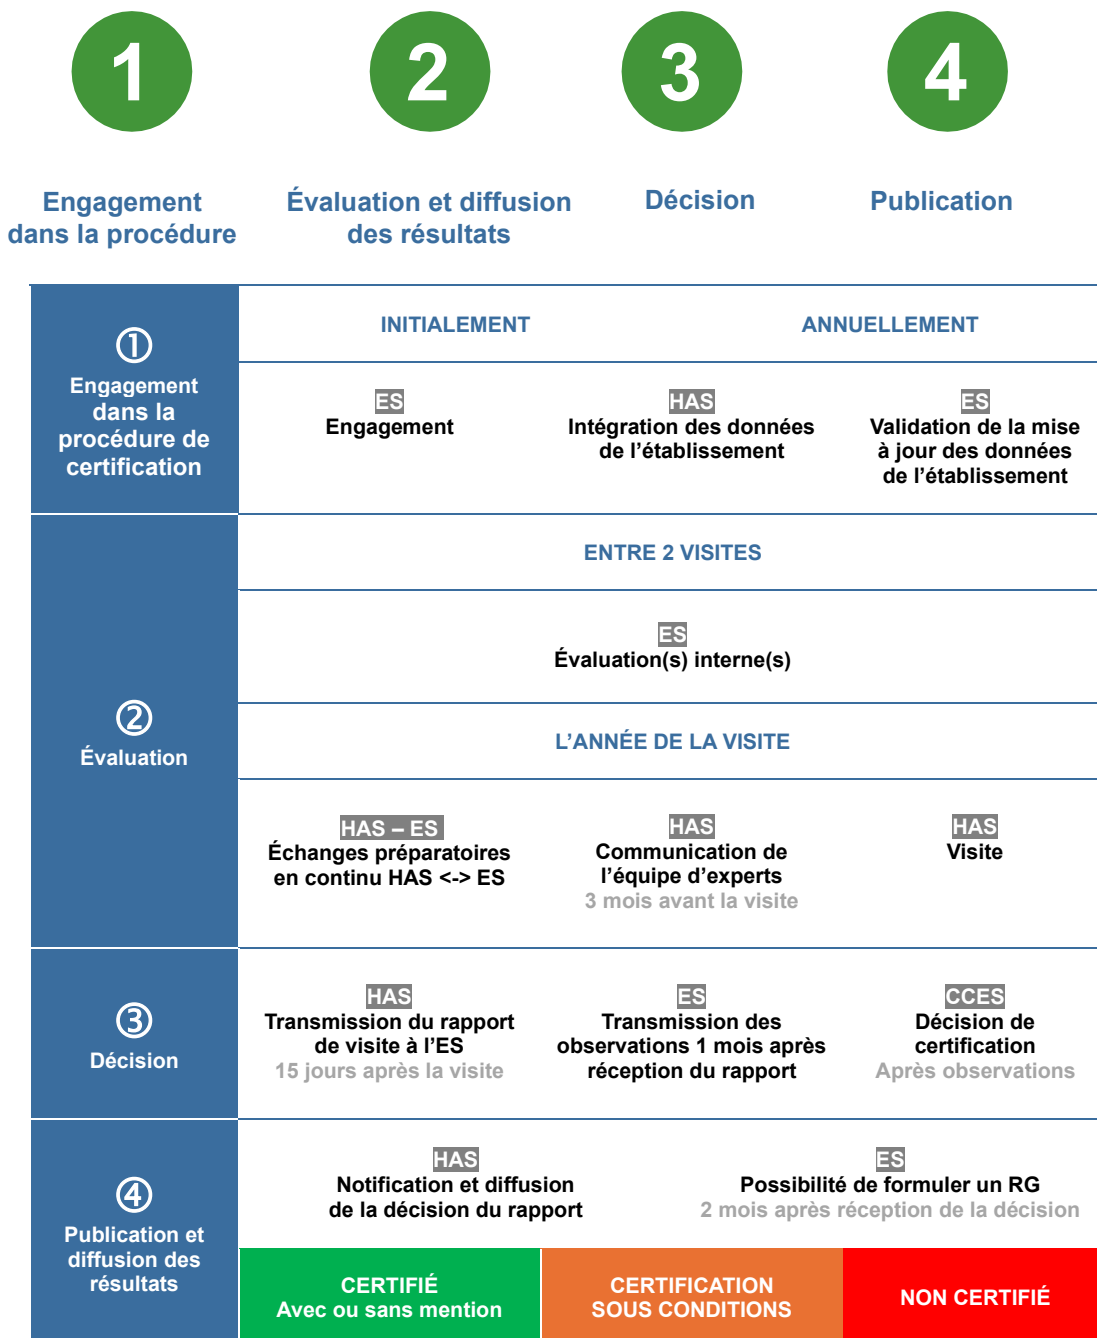 1
2
3
4
Engagement
dans la procédure
Évaluation et diffusion
des résultats
Décision
Publication
①
Engagement
dans la
procédure de
certification
INITIALEMENT
ANNUELLEMENT
ES
Engagement
HAS
Intégration des données
de l'établissement
ES
Validation de la mise
à jour des données
de l'établissement
②
Évaluation
ENTRE 2 VISITES
ES
Évaluation(s) interne(s)
L'ANNÉE DE LA VISITE
HAS – ES
Échanges préparatoires
en continu HAS <-> ES
HAS
Communication de
l'équipe d'experts
3 mois avant la visite
HAS
Visite
③
Décision
HAS
Transmission du rapport
de visite à l'ES
15 jours après la visite
ES
Transmission des
observations 1 mois après
réception du rapport
CCES
Décision de
certification
Après observations
④
Publication et
diffusion des
résultats
HAS
Notification et diffusion
de la décision du rapport
ES
Possibilité de formuler un RG
2 mois après réception de la décision
CERTIFIÉ
Avec ou sans mention
CERTIFICATION
SOUS CONDITIONS
NON CERTIFIÉ